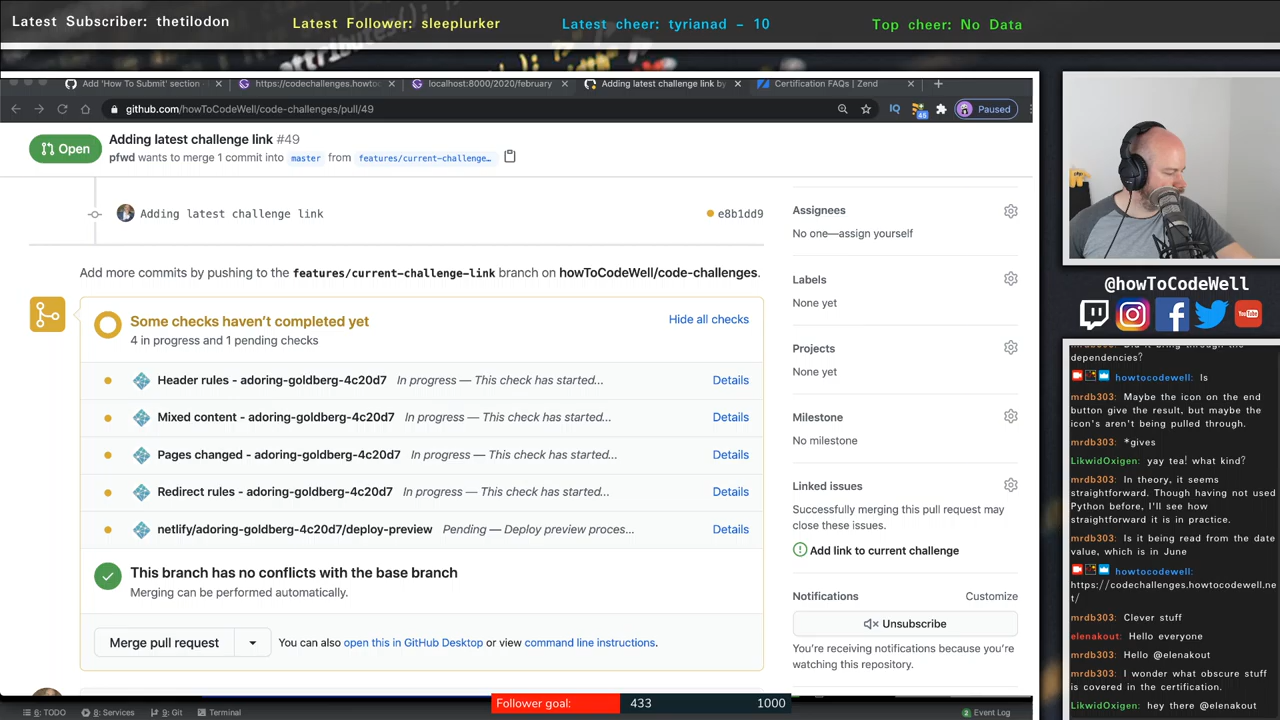 Latest Subscriber: thetilodon
Latest Follower: sleeplurker
Latest cheer: tyrianad - 10
Top cheer: No Data
Add 'How To Submit' section
https://codechallenges.howto
localhost:8000/2020/february
Adding latest challenge link by
Certification FAQs | Zend
github.com/howToCodeWell/code-challenges/pull/49
IQ
Paused
Open
Adding latest challenge link #49
pfwd wants to merge 1 commit into master from features/current-challenge…
Adding latest challenge link
e8b1dd9
Add more commits by pushing to the features/current-challenge-link branch on howToCodeWell/code-challenges.
Some checks haven't completed yet
Hide all checks
4 in progress and 1 pending checks
Header rules - adoring-goldberg-4c20d7 In progress — This check has started...
Details
Mixed content - adoring-goldberg-4c20d7 In progress — This check has started...
Details
Pages changed - adoring-goldberg-4c20d7 In progress — This check has started...
Details
Redirect rules - adoring-goldberg-4c20d7 In progress — This check has started...
Details
netlify/adoring-goldberg-4c20d7/deploy-preview Pending — Deploy preview proces...
Details
This branch has no conflicts with the base branch
Merging can be performed automatically.
Merge pull request
You can also open this in GitHub Desktop or view command line instructions.
Assignees
No one—assign yourself
Labels
None yet
Projects
None yet
Milestone
No milestone
Linked issues
Successfully merging this pull request may
close these issues.
Add link to current challenge
Notifications
Customize
Unsubscribe
You're receiving notifications because you're
watching this repository.
6: TODO
8: Services
9: Git
Terminal
Follower goal:
433
1000
2 Event Log
@howToCodeWell
You Tube
mrdb303: Did it bring through the
dependencies?
howtocodewell: Is
mrdb303: Maybe the icon on the end
button give the result, but maybe the
icon's aren't being pulled through.
mrdb303: *gives
LikwidOxigen: yay tea! what kind?
mrdb303: In theory, it seems
straightforward. Though having not used
Python before, I'll see how
straightforward it is in practice.
mrdb303: Is it being read from the date
value, which is in June
howtocodewell:
https://codechallenges.howtocodewell.ne
t/
mrdb303: Clever stuff
elenakout: Hello everyone
mrdb303: Hello @elenakout
mrdb303: I wonder what obscure stuff
is covered in the certification.
LikwidOxigen: hey there @elenakout